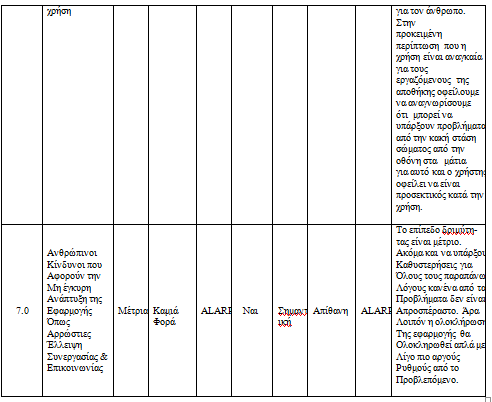 χρήση
για τον άνθρωπο.
Στην
προκειμένη
περίπτωση που η
χρήση είναι αναγκαία
για τους
εργαζόμενους της
αποθήκης οφείλουμε
να αναγνωρίσουμε
ότι μπορεί να
υπάρξουν προβλήματα
από την κακή στάση
σώματος από την
οθόνη στα μάτια
για αυτό και ο χρήστης
οφείλει να είναι
προσεκτικός κατά την
χρήση.
7.0
Ανθρώπινοι
Κίνδυνοι που
Αφορούν την
Μη έγκυρη
Ανάπτυξη της
Εφαρμογής
Όπως
Αρρώστιες
Έλλειψη
Συνεργασίας &
Επικοινωνίας
Μέτρια
Καμιά
Φορά
ALARP
Ναι
Σημαντ
ική
Απίθανη
ALARP
Το επίπεδο δριμύτη-
τας είναι μέτριο.
Ακόμα και να υπάρξου
Καθυστερήσεις για
Όλους τους παραπάνω
Λόγους κανένα από τα
Προβλήματα δεν είναι
Απροσπέραστο. Άρα
Λοιπόν η ολοκλήρωση
Της εφαρμογής θα
Ολοκληρωθεί απλά με
Λίγο πιο αργούς
Ρυθμούς από το
Προβλεπόμενο.